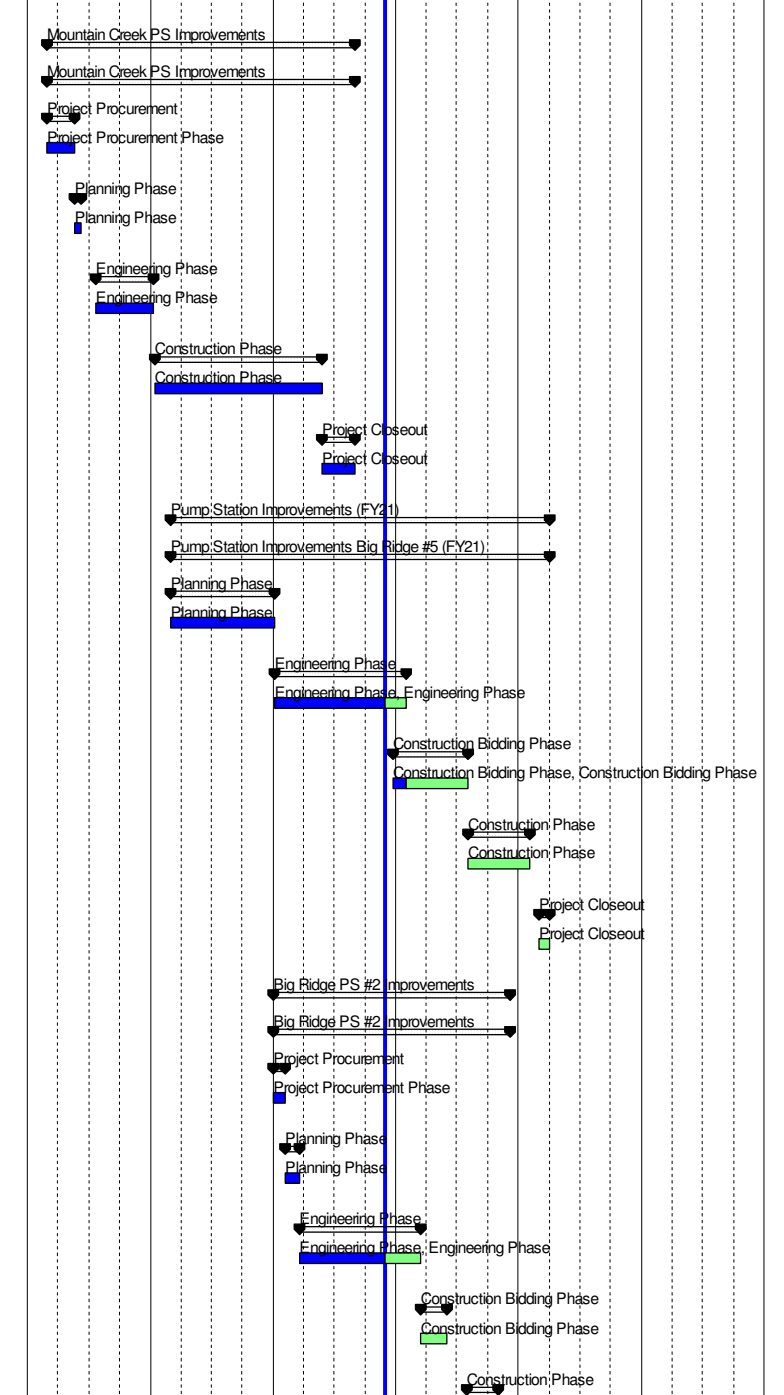 Mountain Creek PS Improvements
Mountain Creek PS Improvements
Project Procurement
Project Procurement Phase
Planning Phase
Planning Phase
Engineering Phase
Engineering Phase
Construction Phase
Construction Phase
Project Closeout
Project Closeout
Pump Station Improvements (FY21)
Pump Station Improvements Big Ridge #5 (FY21)
Planning Phase
Planning Phase
Engineering Phase
Engineering Phase, Engineering Phase
Construction Bidding Phase
Construction Bidding Phase, Construction Bidding Phase
Construction Phase
Construction Phase
Project Closeout
Project Closeout
Big Ridge PS #2 Improvements
Big Ridge PS #2 Improvements
Project Procurement
Project Procurement Phase
Planning Phase
Planning Phase
Engineering Phase
Engineering Phase, Engineering Phase
Construction Bidding Phase
Construction Bidding Phase
Construction Phase